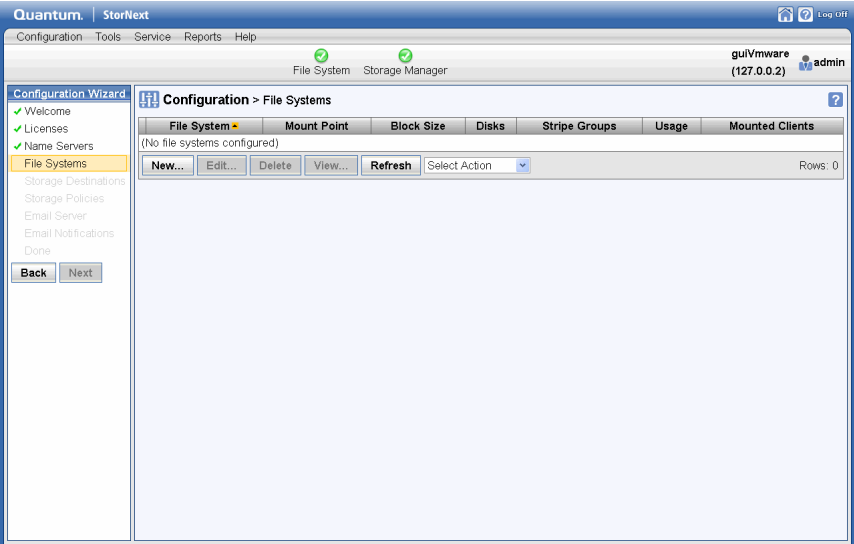 Quantum. StorNext
Log Off
Configuration Tools Service Reports Help
File System Storage Manager
guiVmware
(127.0.0.2)
admin
Configuration Wizard
Welcome
Licenses
Name Servers
File Systems
Storage Destinations
Storage Policies
Email Server
Email Notifications
Done
Back Next
Configuration > File Systems
?
File System Mount Point Block Size Disks Stripe Groups Usage Mounted Clients
(No file systems configured)
New... Edit... Delete View... Refresh Select Action Rows: 0